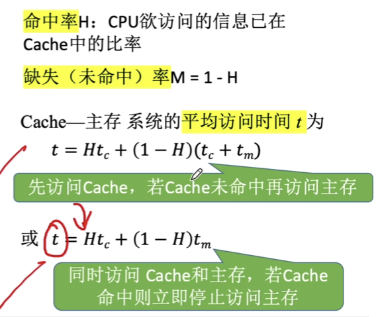 命中率H：CPU欲访问的信息已在
Cache中的比率
缺失（未命中）率M = 1 - H
Cache—主存 系统的平均访问时间 t 为
t = Htc + (1 − H)(tc + tm)
先访问Cache，若Cache未命中再访问主存
或 t = Htc + (1 − H)tm
同时访问 Cache和主存，若Cache
命中则立即停止访问主存